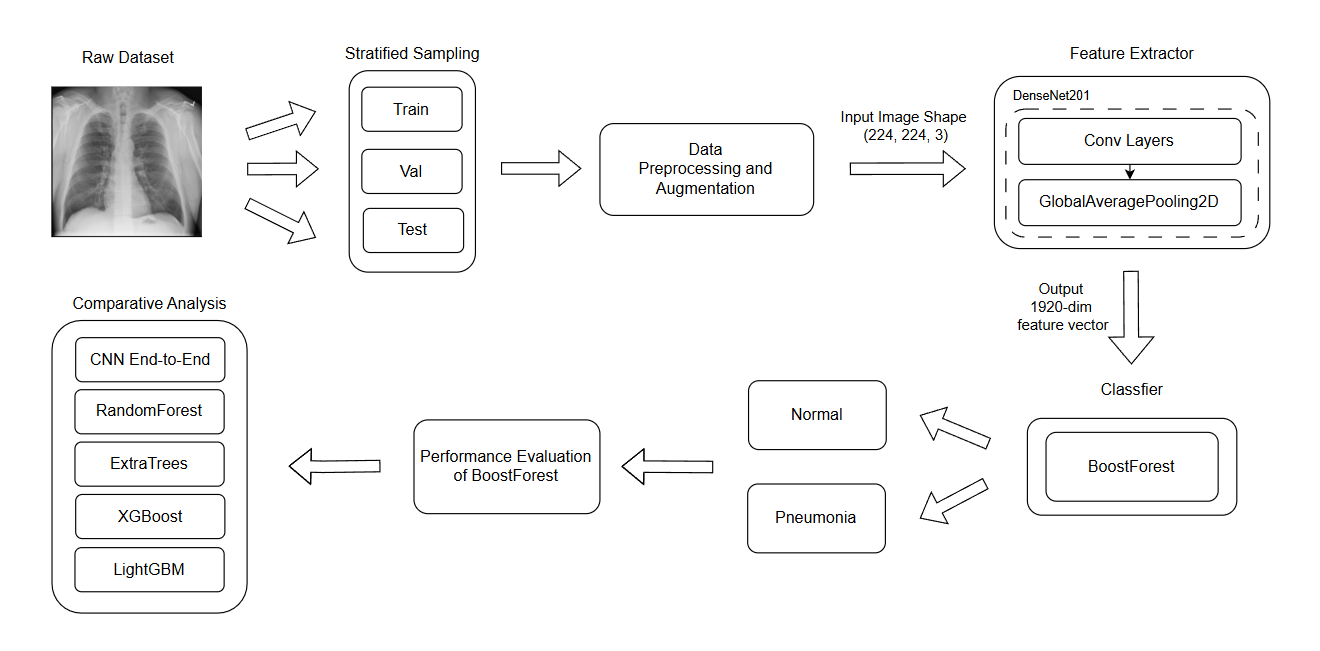 Raw Dataset
Stratified Sampling
Train
Val
Test
Data
Preprocessing and
Augmentation
Input Image Shape
(224, 224, 3)
Feature Extractor
DenseNet201
Conv Layers
GlobalAveragePooling2D
Output
1920-dim
feature vector
Classfier
BoostForest
Normal
Pneumonia
Performance Evaluation
of BoostForest
Comparative Analysis
CNN End-to-End
RandomForest
ExtraTrees
XGBoost
LightGBM